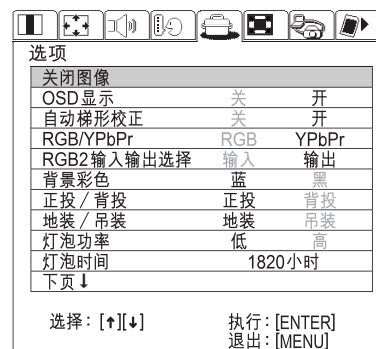 选项
关闭图像
OSD显示 关 开
自动梯形校正 关 开
RGB/YPbPr RGB YPbPr
RGB2输入输出选择 输入 输出
背景彩色 蓝 黑
正投／背投 正投 背投
地装／吊装 地装 吊装
灯泡功率 低 高
灯泡时间 1820小时
下页↓
选择：[↑][↓] 执行：[ENTER]
退出：[MENU]